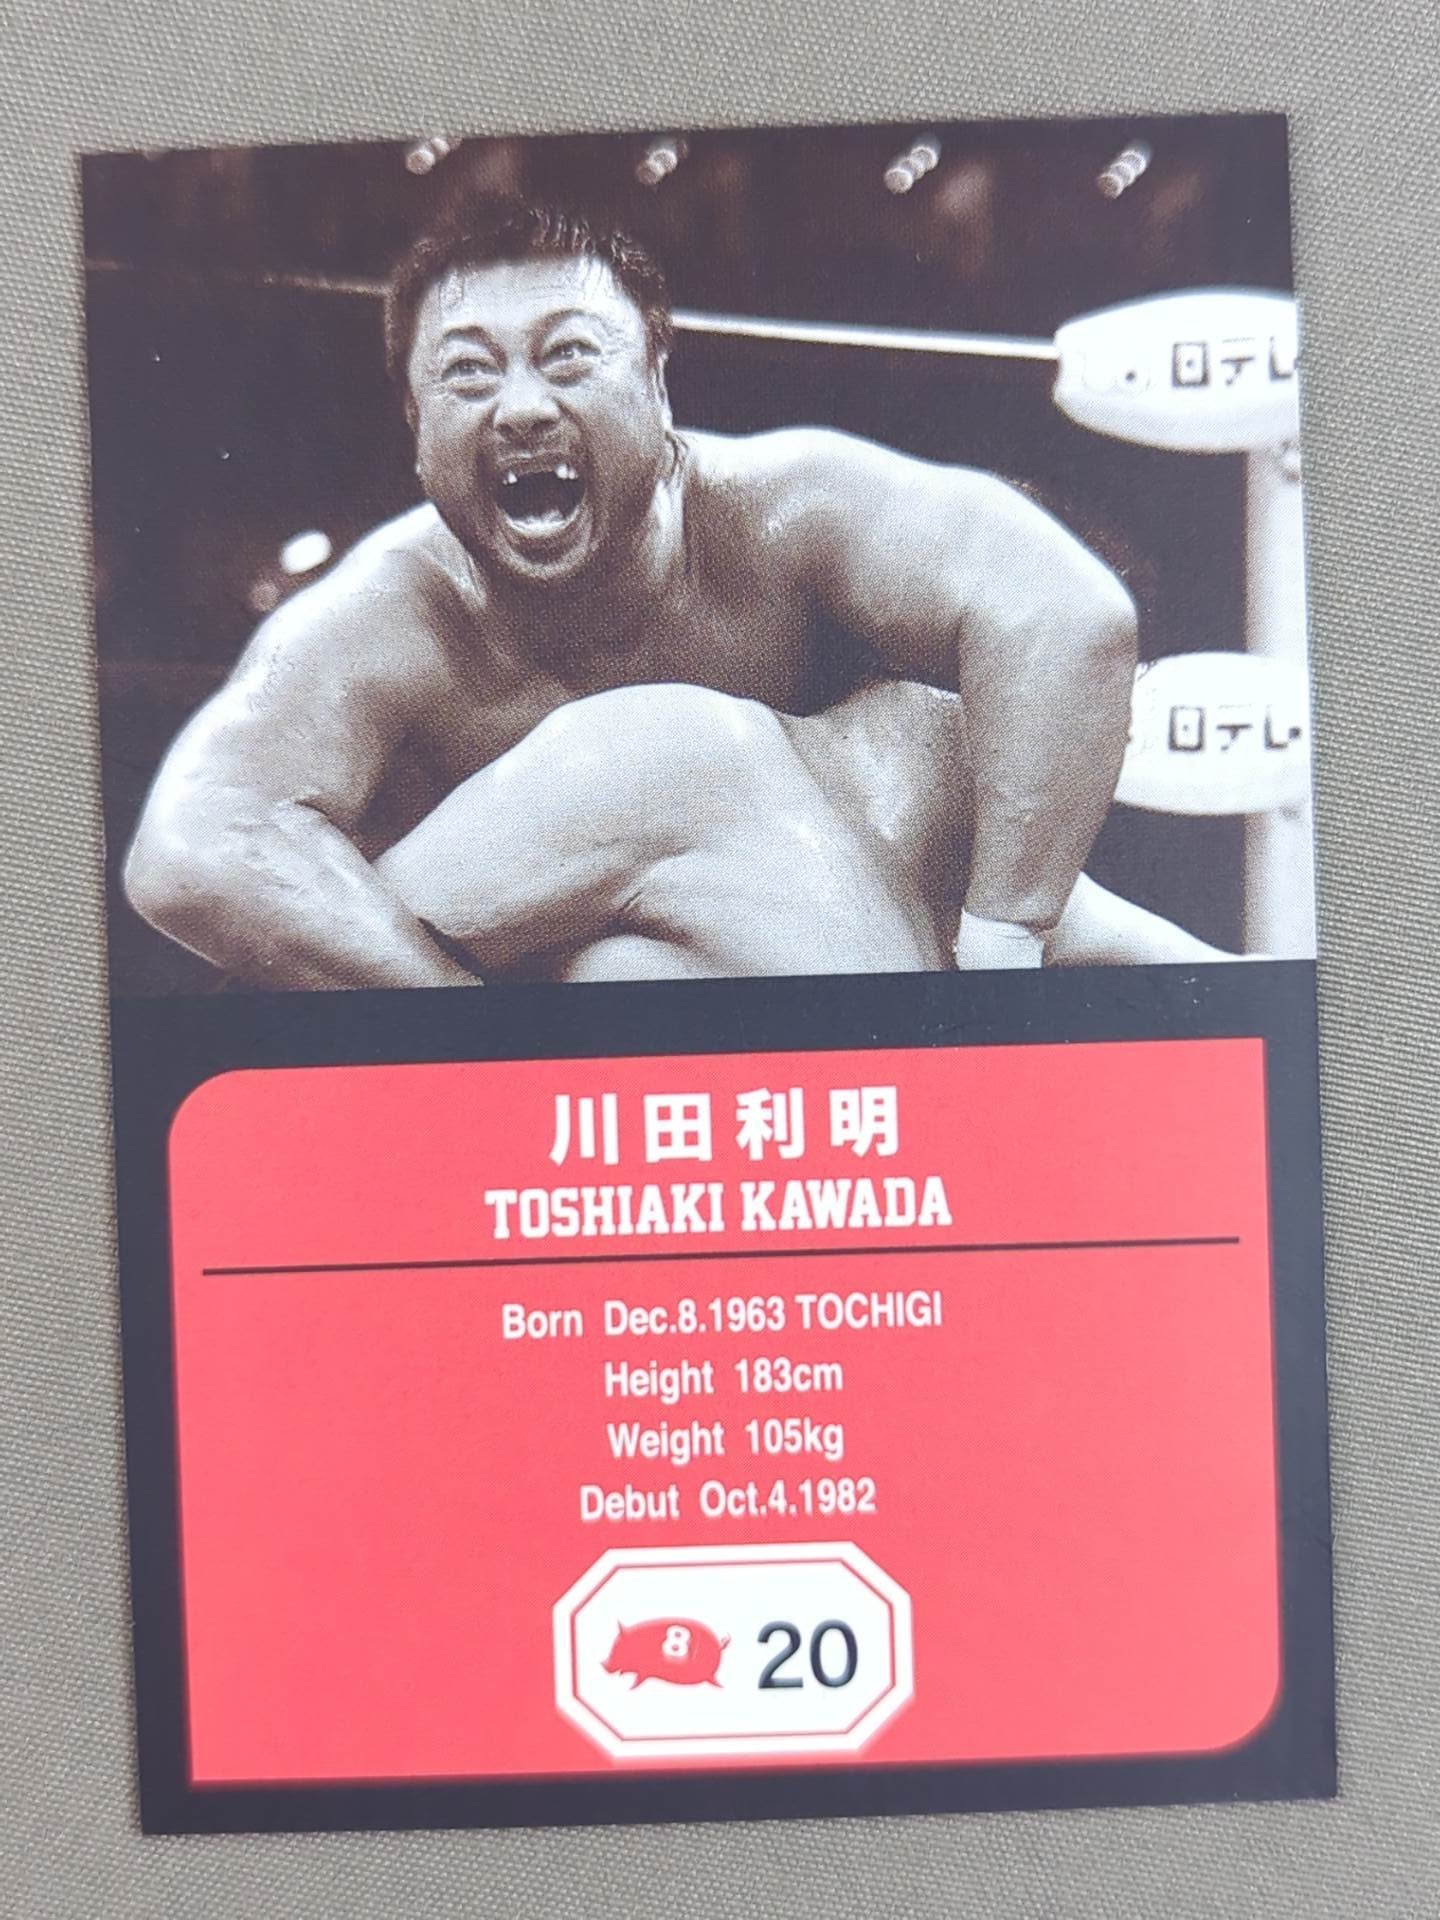 日テレ
日テレ
川田利明
TOSHIAKI KAWADA
Born Dec.8.1963 TOCHIGI
Height 183cm
Weight 105kg
Debut Oct.4.1982
8 20